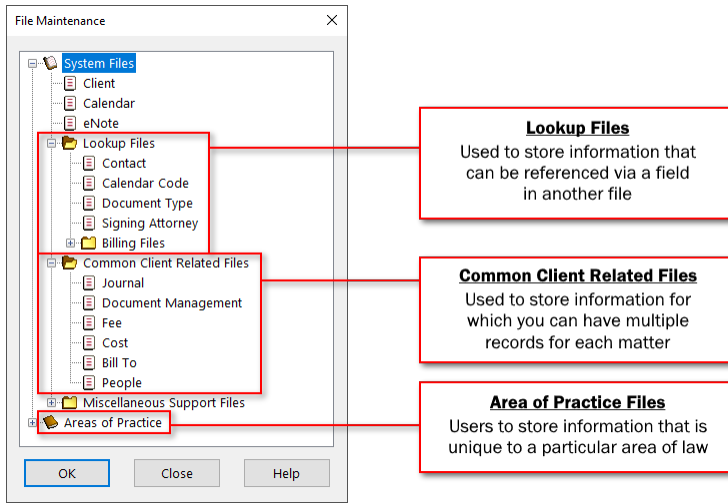 File Maintenance
System Files
Client
Calendar
eNote
Lookup Files
Contact
Calendar Code
Document Type
Signing Attorney
Billing Files
Common Client Related Files
Journal
Document Management
Fee
Cost
Bill To
People
Miscellaneous Support Files
Areas of Practice
OK
Close
Help
Lookup Files
Used to store information that
can be referenced via a field
in another file
Common Client Related Files
Used to store information for
which you can have multiple
records for each matter
Area of Practice Files
Users to store information that is
unique to a particular area of law